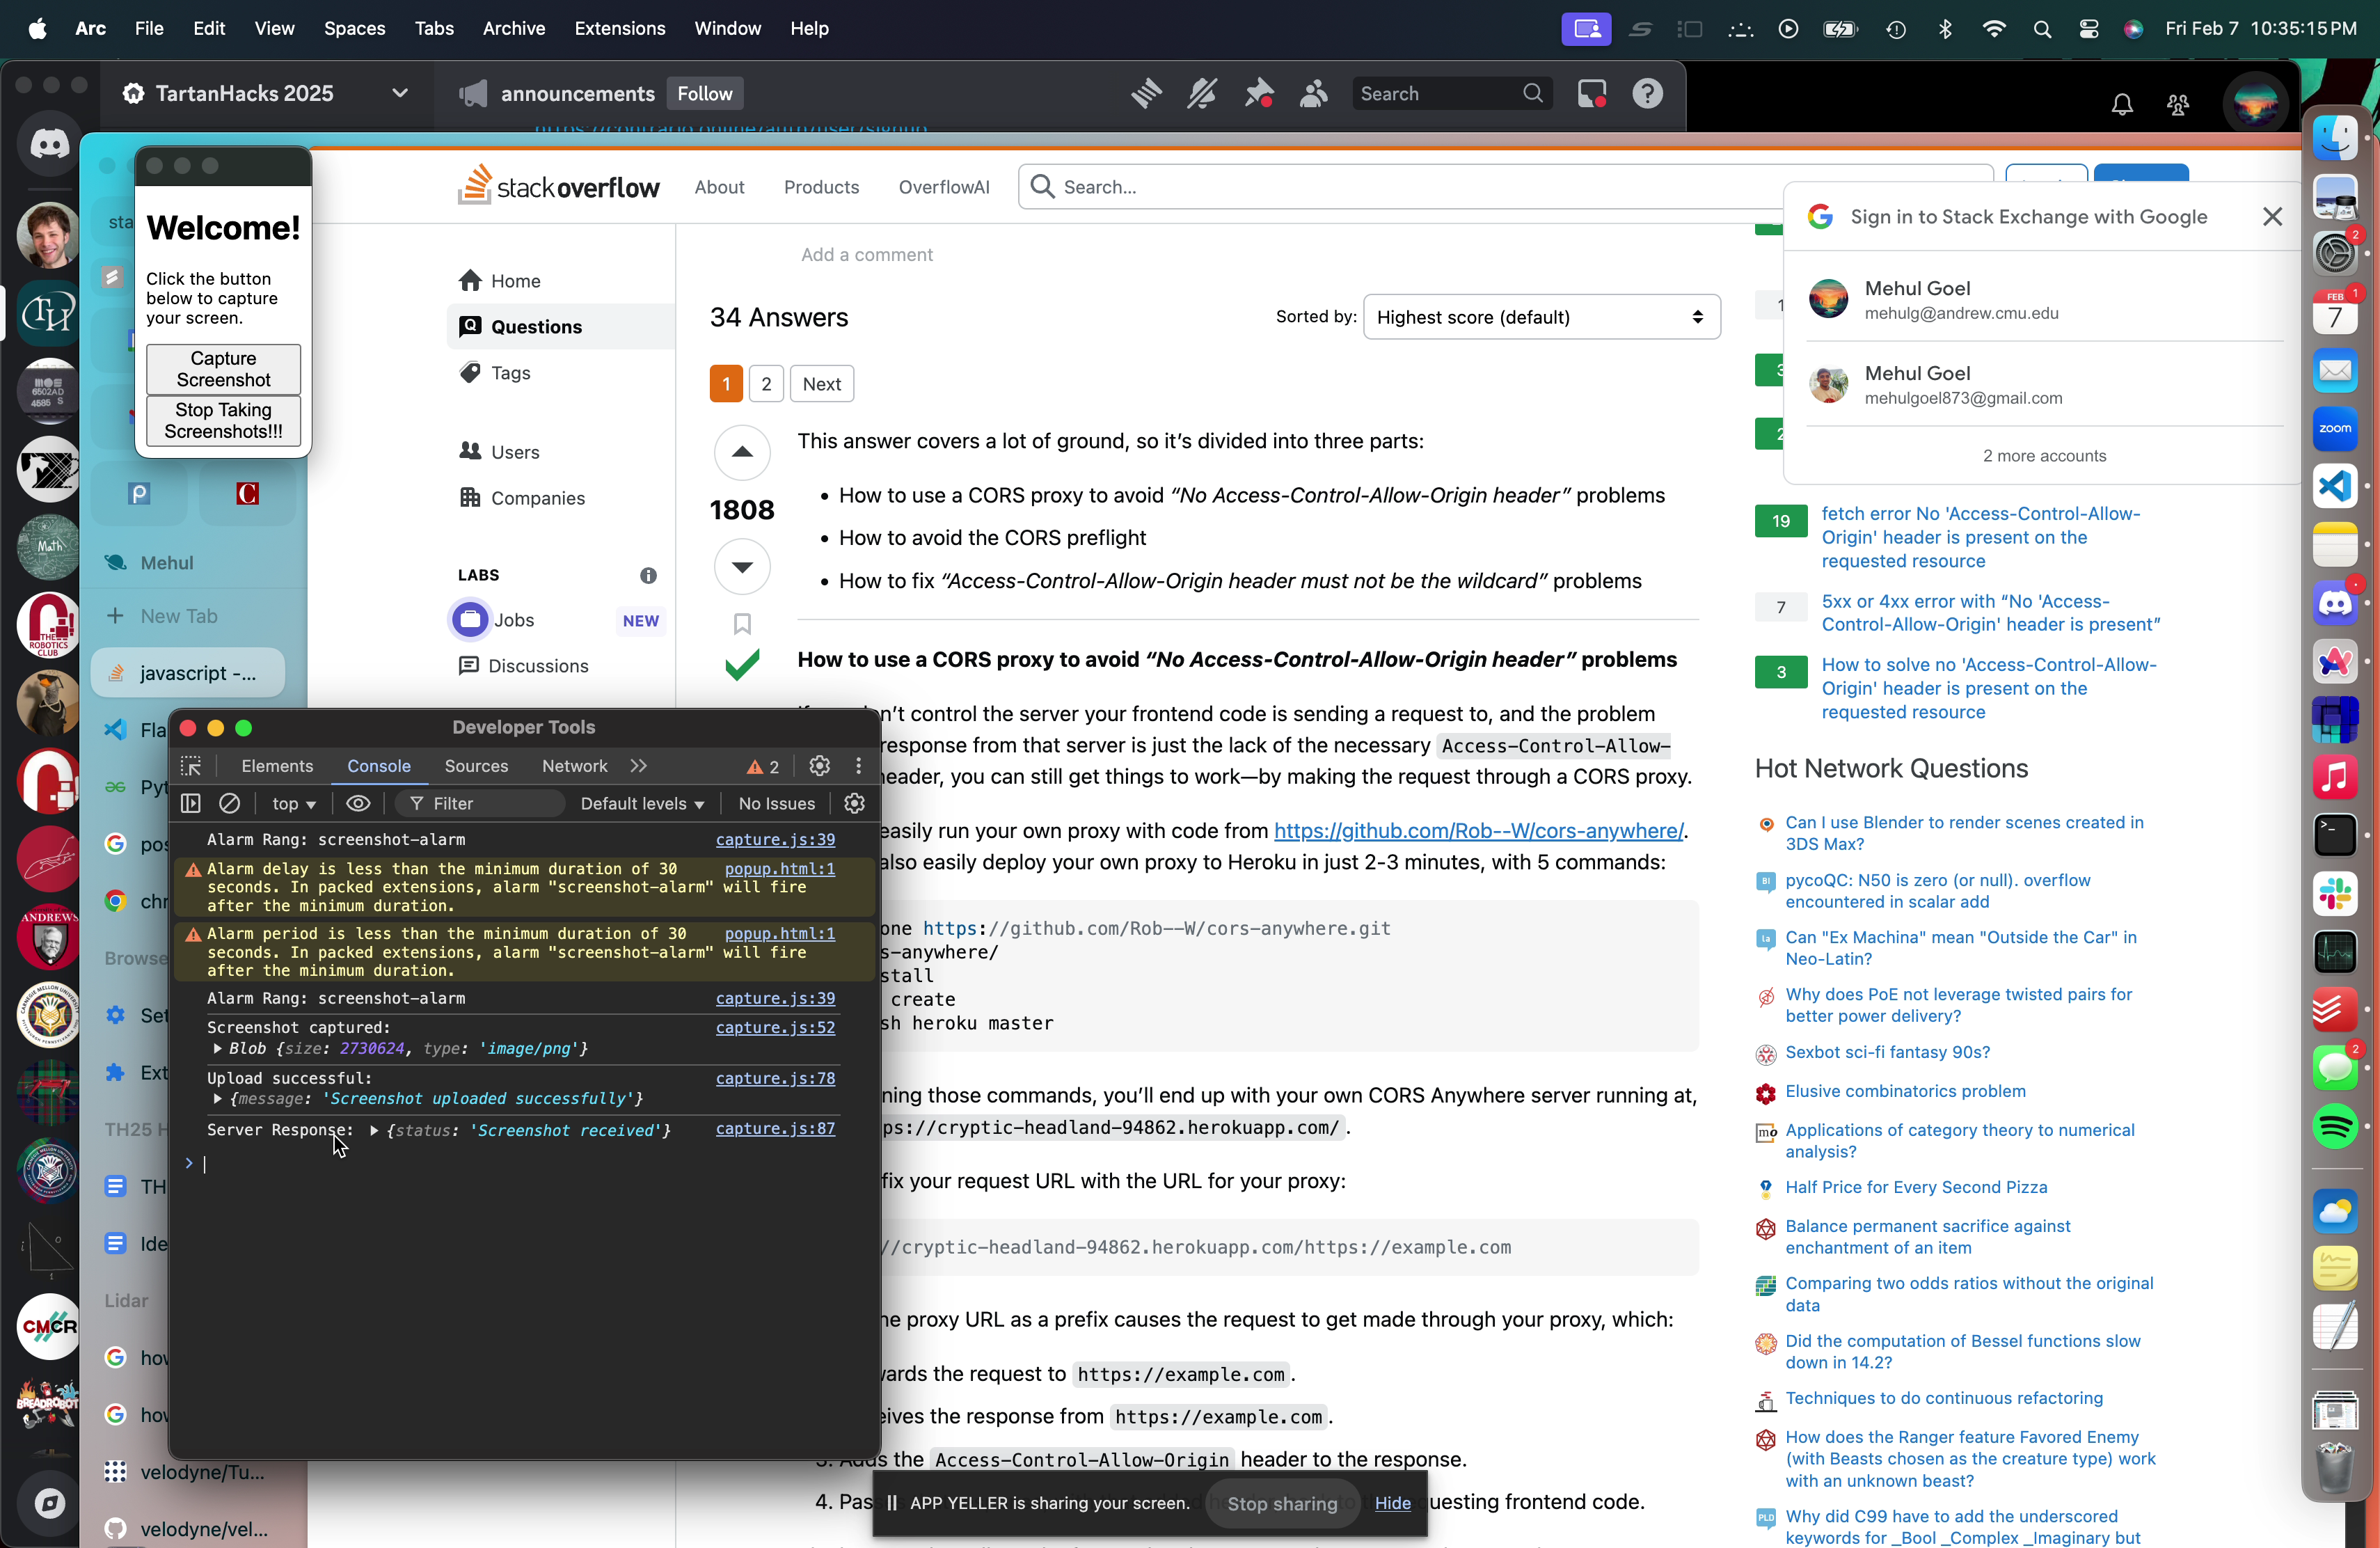 Arc File Edit View Spaces Tabs Archive Extensions Window Help
Fri Feb 7 10:35:15 PM
TartanHacks 2025
announcements Follow
Search
Welcome!
Click the button
below to capture
your screen.
Capture
Screenshot
Stop Taking
Screenshots!!!
sta
Mehul
New Tab
javascript -...
Fla
Pyt
pos
chr
Browse
Set
Ext
TH25 H
TH
Ide
Lidar
how
how
velodyne/Tu...
velodyne/vel...
Math
THE
ROBOTICS
CLUB
ANDREWS
CMCR
BREADROBOT
stackoverflow About Products OverflowAI Search...
Home
Questions
Tags
Users
Companies
LABS
Jobs NEW
Discussions
Add a comment
34 Answers
Sorted by: Highest score (default)
1 2 Next
1808
This answer covers a lot of ground, so it’s divided into three parts:
• How to use a CORS proxy to avoid “No Access-Control-Allow-Origin header” problems
• How to avoid the CORS preflight
• How to fix “Access-Control-Allow-Origin header must not be the wildcard” problems
How to use a CORS proxy to avoid “No Access-Control-Allow-Origin header” problems
n’t control the server your frontend code is sending a request to, and the problem
response from that server is just the lack of the necessary Access-Control-Allow-
header, you can still get things to work—by making the request through a CORS proxy.
easily run your own proxy with code from https://github.com/Rob--W/cors-anywhere/.
also easily deploy your own proxy to Heroku in just 2-3 minutes, with 5 commands:
one https://github.com/Rob--W/cors-anywhere.git
s-anywhere/
stall
create
sh heroku master
ning those commands, you’ll end up with your own CORS Anywhere server running at,
ps://cryptic-headland-94862.herokuapp.com/.
fix your request URL with the URL for your proxy:
//cryptic-headland-94862.herokuapp.com/https://example.com
he proxy URL as a prefix causes the request to get made through your proxy, which:
wards the request to https://example.com.
eives the response from https://example.com.
3. Adds the Access-Control-Allow-Origin header to the response.
4. Pass
questing frontend code.
Developer Tools
Elements Console Sources Network 2
top Filter Default levels No Issues
Alarm Rang: screenshot-alarm capture.js:39
Alarm delay is less than the minimum duration of 30 popup.html:1
seconds. In packed extensions, alarm "screenshot-alarm" will fire
after the minimum duration.
Alarm period is less than the minimum duration of 30 popup.html:1
seconds. In packed extensions, alarm "screenshot-alarm" will fire
after the minimum duration.
Alarm Rang: screenshot-alarm capture.js:39
Screenshot captured: capture.js:52
Blob {size: 2730624, type: 'image/png'}
Upload successful: capture.js:78
{message: 'Screenshot uploaded successfully'}
Server Response: {status: 'Screenshot received'} capture.js:87
APP YELLER is sharing your screen. Stop sharing Hide
Sign in to Stack Exchange with Google
Mehul Goel
mehulg@andrew.cmu.edu
Mehul Goel
mehulgoel873@gmail.com
2 more accounts
19 fetch error No 'Access-Control-Allow-
Origin' header is present on the
requested resource
7 5xx or 4xx error with “No 'Access-
Control-Allow-Origin' header is present”
3 How to solve no 'Access-Control-Allow-
Origin' header is present on the
requested resource
Hot Network Questions
Can I use Blender to render scenes created in
3DS Max?
pycoQC: N50 is zero (or null). overflow
encountered in scalar add
Can "Ex Machina" mean "Outside the Car" in
Neo-Latin?
Why does PoE not leverage twisted pairs for
better power delivery?
Sexbot sci-fi fantasy 90s?
Elusive combinatorics problem
Applications of category theory to numerical
analysis?
Half Price for Every Second Pizza
Balance permanent sacrifice against
enchantment of an item
Comparing two odds ratios without the original
data
Did the computation of Bessel functions slow
down in 14.2?
Techniques to do continuous refactoring
How does the Ranger feature Favored Enemy
(with Beasts chosen as the creature type) work
with an unknown beast?
Why did C99 have to add the underscored
keywords for _Bool _Complex _Imaginary but
2
FEB 1
7
zoom
2